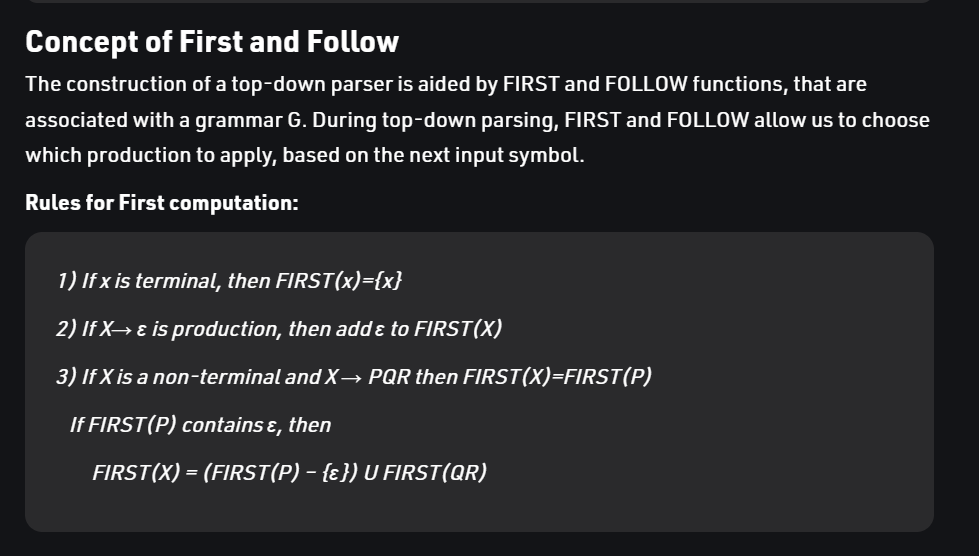 Concept of First and Follow
The construction of a top-down parser is aided by FIRST and FOLLOW functions, that are
associated with a grammar G. During top-down parsing, FIRST and FOLLOW allow us to choose
which production to apply, based on the next input symbol.
Rules for First computation:
1) If x is terminal, then FIRST(x)={x}
2) If X→ ε is production, then add ε to FIRST(X)
3) If X is a non-terminal and X→ PQR then FIRST(X)=FIRST(P)
If FIRST(P) contains ε, then
FIRST(X) = (FIRST(P) – {ε}) U FIRST(QR)